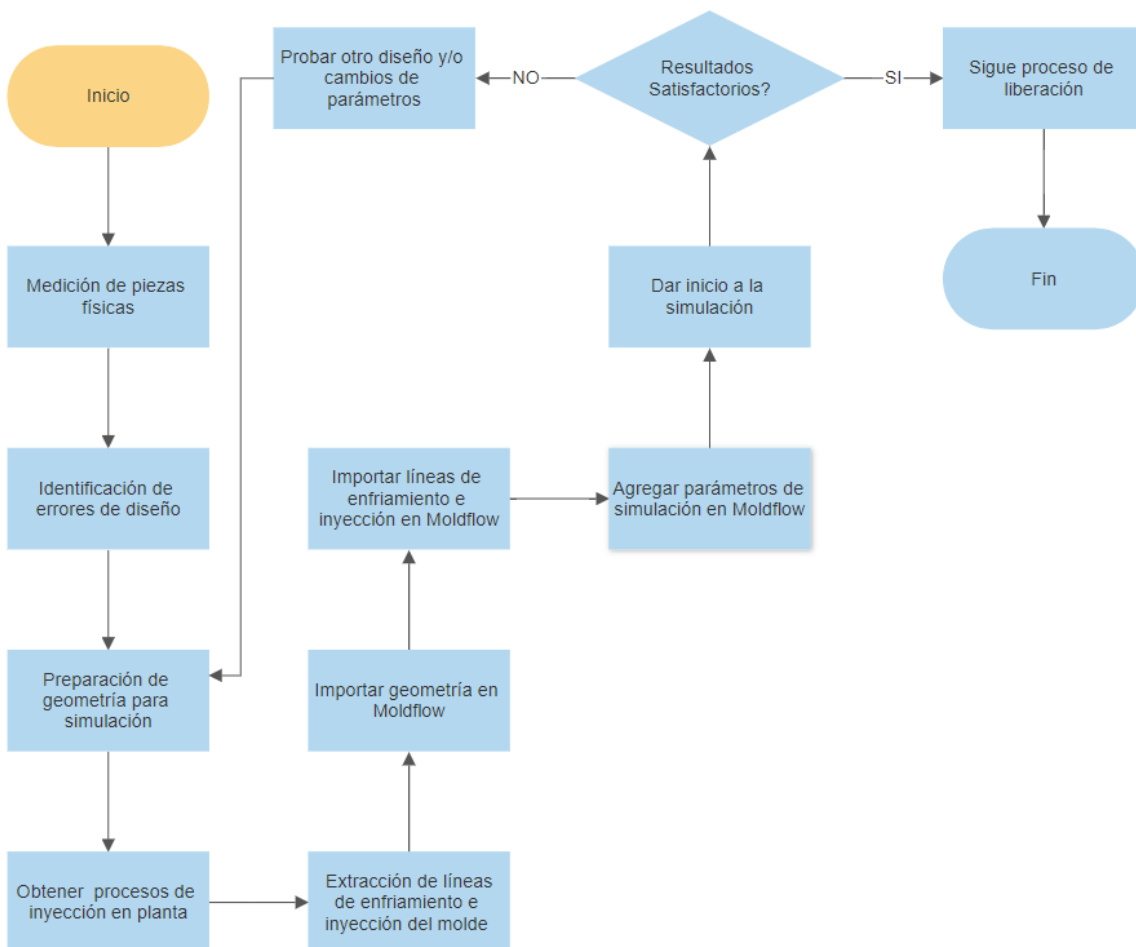 Inicio
Medición de piezas
físicas
Identificación de
errores de diseño
Preparación de
geometría para
simulación
Obtener procesos de
inyección en planta
Extracción de líneas
de enfriamiento e
inyección del molde
Importar geometría en
Moldflow
Importar líneas de
enfriamiento e
inyección en Moldflow
Agregar parámetros de
simulación en Moldflow
Dar inicio a la
simulación
Resultados
Satisfactorios?
NO
Probar otro diseño y/o
cambios de
parámetros
SI
Sigue proceso de
liberación
Fin